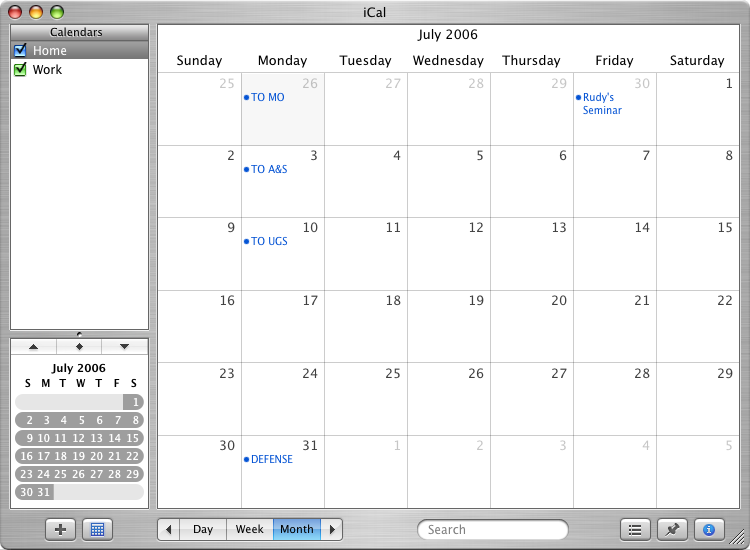 iCal
Calendars
Home
Work
July 2006
Sunday Monday Tuesday Wednesday Thursday Friday Saturday
25 26 27 28 29 30 1
TO MO
Rudy's
Seminar
2 3 4 5 6 7 8
TO A&S
9 10 11 12 13 14 15
TO UGS
16 17 18 19 20 21 22
23 24 25 26 27 28 29
30 31 1 2 3 4 5
DEFENSE
July 2006
S M T W T F S
1
2 3 4 5 6 7 8
9 10 11 12 13 14 15
16 17 18 19 20 21 22
23 24 25 26 27 28 29
30 31
Day Week Month
Search